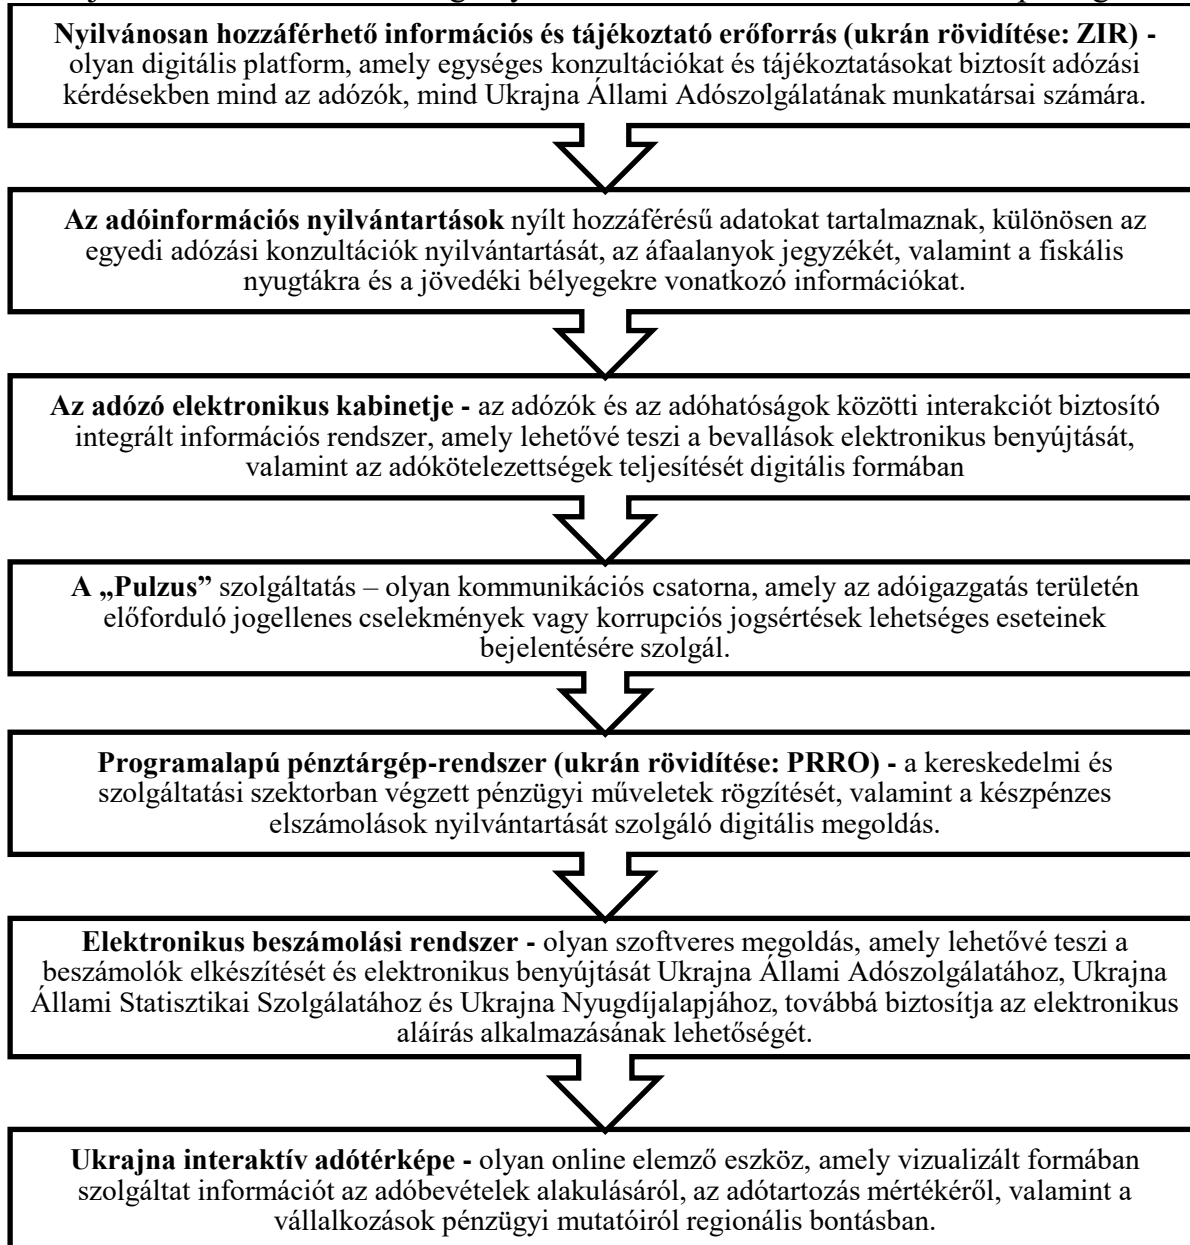 Nyilvánosan hozzáférhető információs és tájékoztató erőforrás (ukrán rövidítése: ZIR) -
olyan digitális platform, amely egységes konzultációkat és tájékoztatásokat biztosít adózási
kérdésekben mind az adózók, mind Ukrajna Állami Adószolgálatának munkatársai számára.
Az adóinformációs nyilvántartások nyílt hozzáférésű adatokat tartalmaznak, különösen az
egyedi adózási konzultációk nyilvántartását, az áfaalanyok jegyzékét, valamint a fiskális
nyugtákra és a jövedéki bélyegekre vonatkozó információkat.
Az adózó elektronikus kabinetje - az adózók és az adóhatóságok közötti interakciót biztosító
integrált információs rendszer, amely lehetővé teszi a bevallások elektronikus benyújtását,
valamint az adókötelezettségek teljesítését digitális formában
A „Pulzus” szolgáltatás – olyan kommunikációs csatorna, amely az adóigazgatás területén
előforduló jogellenes cselekmények vagy korrupciós jogsértések lehetséges eseteinek
bejelentésére szolgál.
Programalapú pénztárgép-rendszer (ukrán rövidítése: PRRO) - a kereskedelmi és
szolgáltatási szektorban végzett pénzügyi műveletek rögzítését, valamint a készpénzes
elszámolások nyilvántartását szolgáló digitális megoldás.
Elektronikus beszámolási rendszer - olyan szoftveres megoldás, amely lehetővé teszi a
beszámolók elkészítését és elektronikus benyújtását Ukrajna Állami Adószolgálatához, Ukrajna
Állami Statisztikai Szolgálatához és Ukrajna Nyugdíjalapjához, továbbá biztosítja az elektronikus
aláírás alkalmazásának lehetőségét.
Ukrajna interaktív adótérképe - olyan online elemző eszköz, amely vizualizált formában
szolgáltat információt az adóbevételek alakulásáról, az adótartozás mértékéről, valamint a
vállalkozások pénzügyi mutatóiról regionális bontásban.